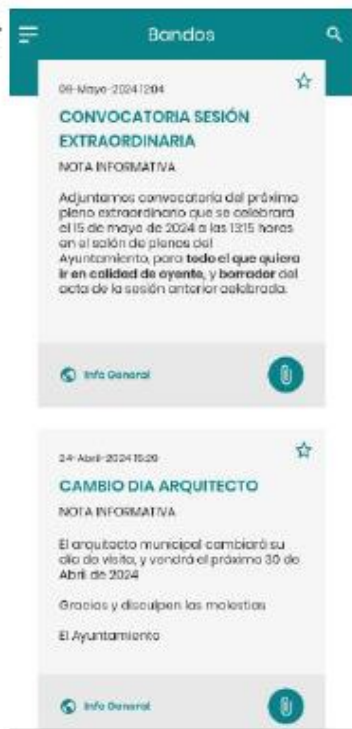 Bandos
09-Mayo-2024 12:04
CONVOCATORIA SESIÓN
EXTRAORDINARIA
NOTA INFORMATIVA
Adjuntamos convocatoria del próximo
pleno extraordinario que se celebrará
el 15 de mayo de 2024 a las 13:15 horas
en el salón de plenos del
Ayuntamiento, para todo el que quiera
ir en calidad de oyente, y borrador del
acta de la sesión anterior celebrada.
Info General
24-Abril-2024 15:29
CAMBIO DIA ARQUITECTO
NOTA INFORMATIVA
El arquitecto municipal cambiará su
día de visita, y vendrá el próximo 30 de
Abril de 2024
Gracias y disculpen las molestias
El Ayuntamiento
Info General